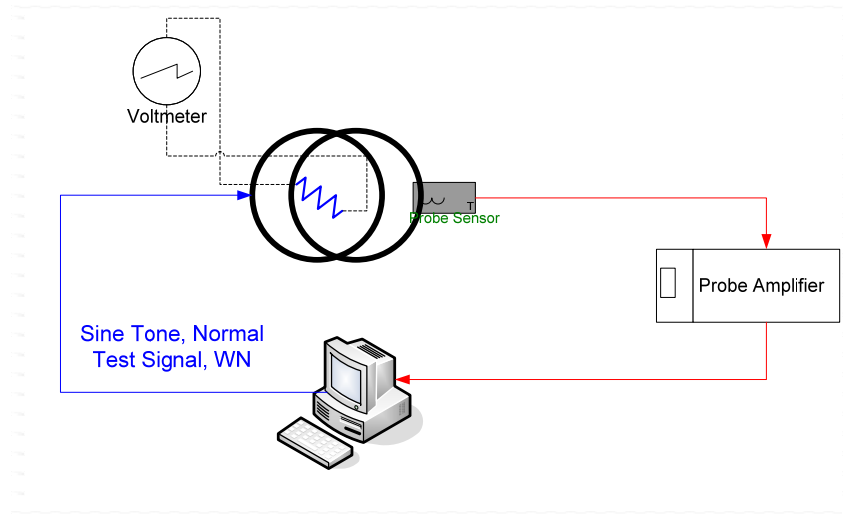 Voltmeter
T
Probe Sensor
Probe Amplifier
Sine Tone, Normal
Test Signal, WN